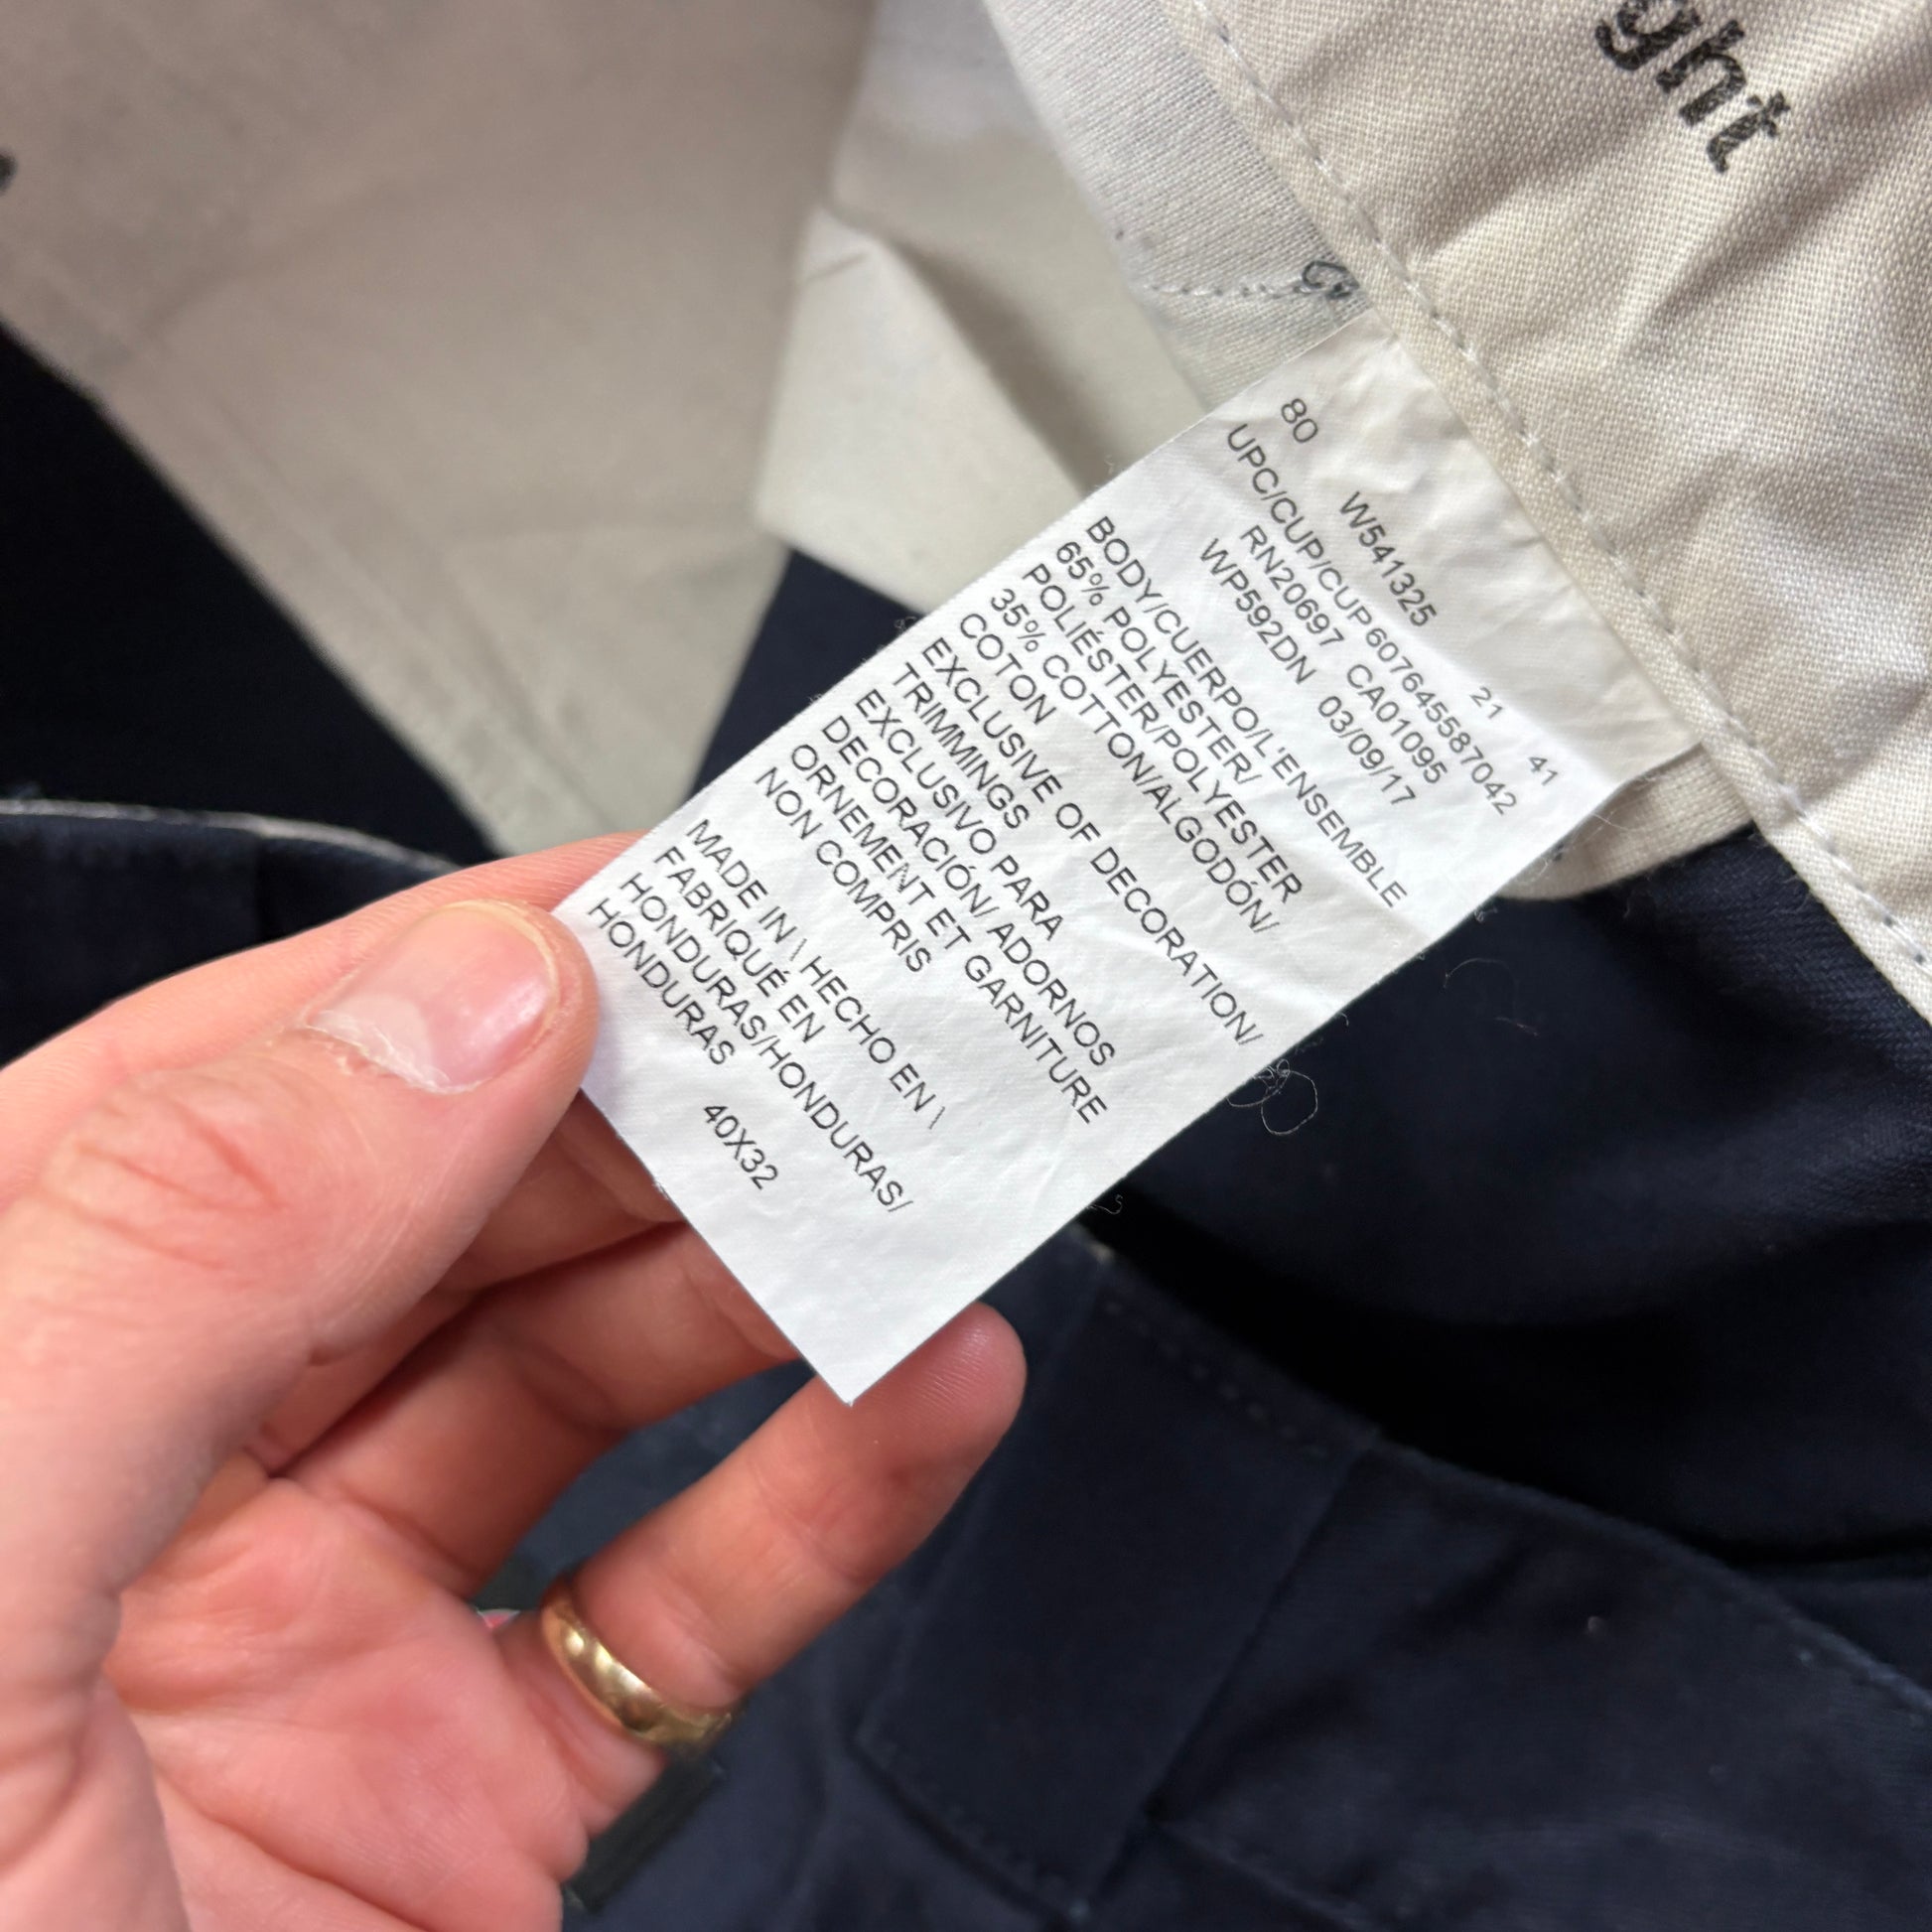 ght
80 W541325 21 41
UPC/CUP/CUP607645587042
RN20697 CA01095
WP592DN 03/09/17
BODY/CUERPO/L'ENSEMBLE
65% POLYESTER/
POLIÉSTER/POLYESTER
35% COTTON/ALGODÓN/
COTON
EXCLUSIVE OF DECORATION/
TRIMMINGS
EXCLUSIVO PARA
DECORACIÓN/ ADORNOS
ORNEMENT ET GARNITURE
NON COMPRIS
MADE IN \ HECHO EN \
FABRIQUÉ EN
HONDURAS/HONDURAS/
HONDURAS
40X32